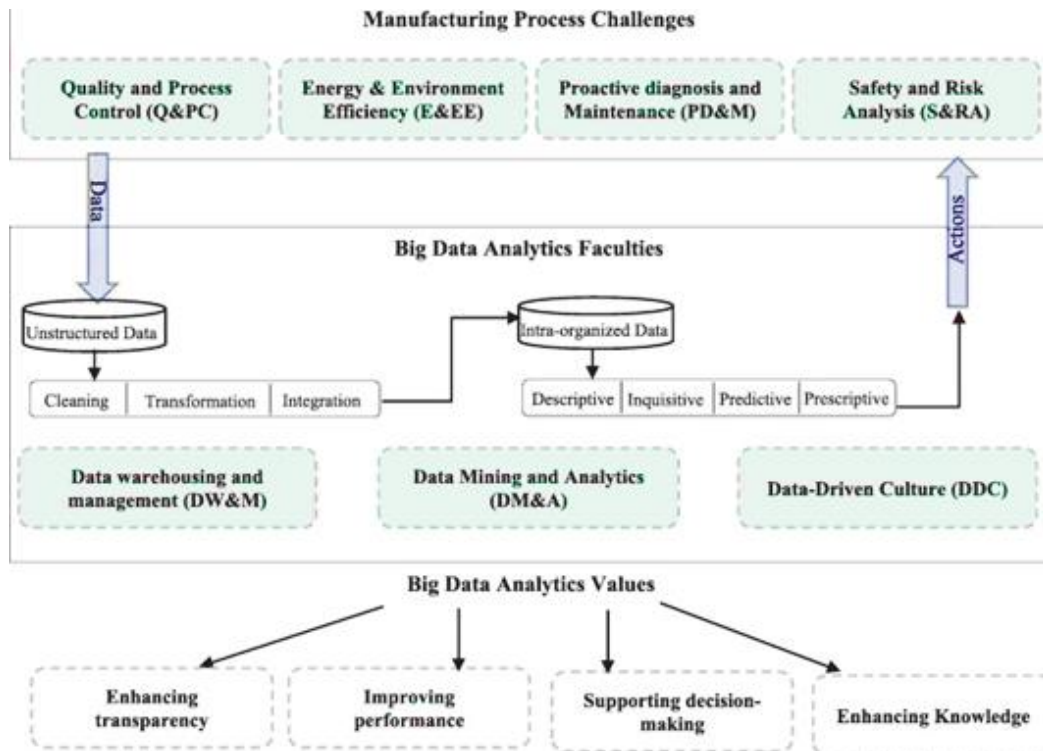 Manufacturing Process Challenges
Quality and Process
Control (Q&PC)
Energy & Environment
Efficiency (E&EE)
Proactive diagnosis and
Maintenance (PD&M)
Safety and Risk
Analysis (S&RA)
Data
Actions
Big Data Analytics Faculties
Unstructured Data
Intra-organized Data
Cleaning
Transformation
Integration
Descriptive
Inquisitive
Predictive
Prescriptive
Data warehousing and
management (DW&M)
Data Mining and Analytics
(DM&A)
Data-Driven Culture (DDC)
Big Data Analytics Values
Enhancing
transparency
Improving
performance
Supporting decision-
making
Enhancing Knowledge